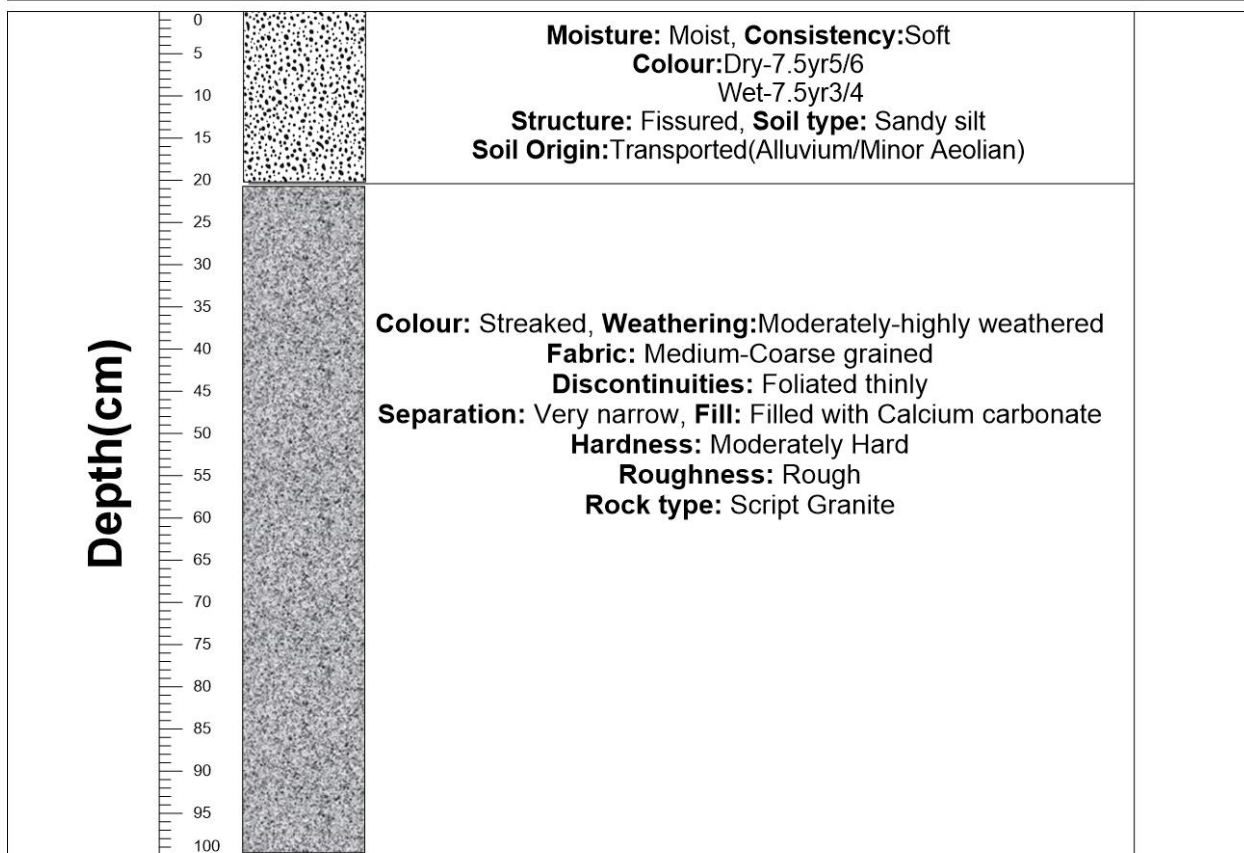 Depth(cm)
0
5
10
15
20
25
30
35
40
45
50
55
60
65
70
75
80
85
90
95
100
Moisture: Moist, Consistency:Soft
Colour:Dry-7.5yr5/6
Wet-7.5yr3/4
Structure: Fissured, Soil type: Sandy silt
Soil Origin:Transported(Alluvium/Minor Aeolian)
Colour: Streaked, Weathering:Moderately-highly weathered
Fabric: Medium-Coarse grained
Discontinuities: Foliated thinly
Separation: Very narrow, Fill: Filled with Calcium carbonate
Hardness: Moderately Hard
Roughness: Rough
Rock type: Script Granite